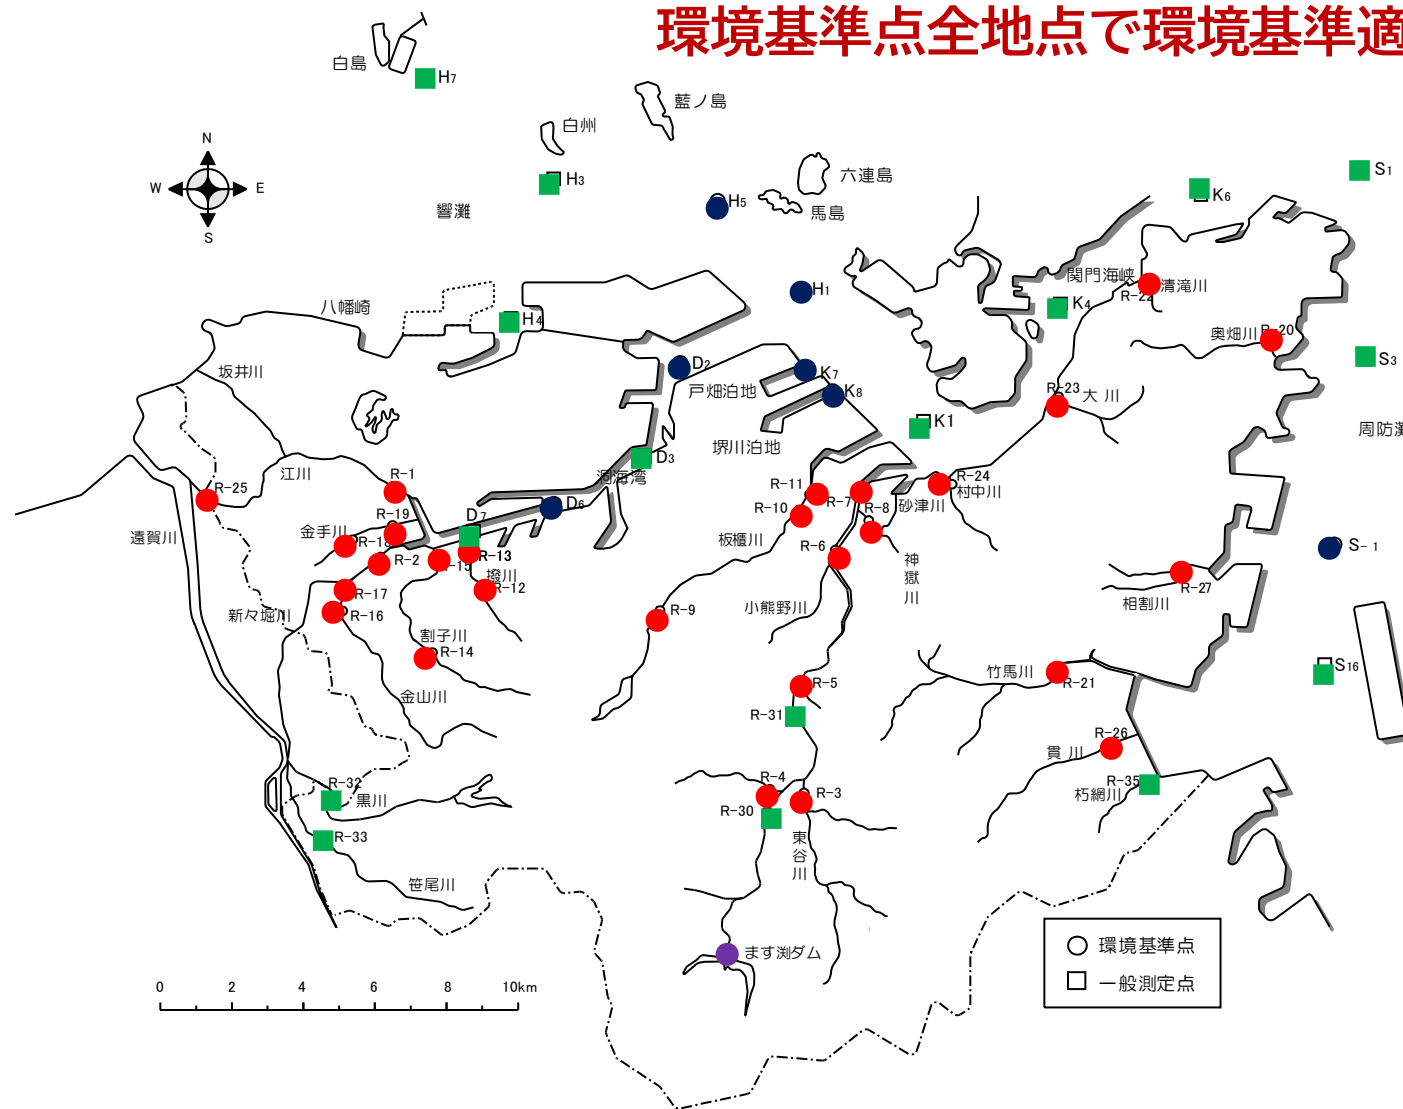 環境基準点全地点で環境基準適
白島
H7
藍ノ島
白州
N
W
E
S
H3
六連島
S1
響灘
H5
馬島
K6
関門海峡
八幡崎
H1
R-22
清滝川
K4
H4
奥畑川
R-20
坂井川
D2
K7
S3
戸畑泊地
K8
R-23
大川
K1
周防灘
堺川泊地
江川
D3
洞海湾
R-1
R-25
R-11
R-7
R-24
村中川
D6
R-10
R-8
砂津川
D7
R-19
遠賀川
金手川
R-18
板櫃川
S-1
R-2
R-15
R-13
R-6
神嶽川
撥川
R-12
R-17
R-27
新々堀川
R-16
小熊野川
相割川
R-9
割子川
R-14
S16
竹馬川
R-21
金山川
R-5
R-31
R-26
貫川
R-32
黒川
R-4
R-3
R-35
朽網川
R-30
R-33
東谷川
笹尾川
ます渕ダム
環境基準点
一般測定点
0 2 4 6 8 10km